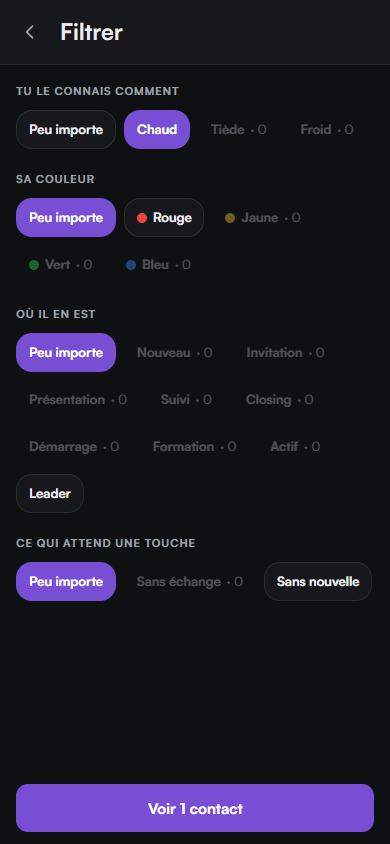 Filtrer
TU LE CONNAIS COMMENT
Peu importe Chaud Tiède · 0 Froid · 0
SA COULEUR
Peu importe Rouge Jaune · 0
Vert · 0 Bleu · 0
OÙ IL EN EST
Peu importe Nouveau · 0 Invitation · 0
Présentation · 0 Suivi · 0 Closing · 0
Démarrage · 0 Formation · 0 Actif · 0
Leader
CE QUI ATTEND UNE TOUCHE
Peu importe Sans échange · 0 Sans nouvelle
Voir 1 contact